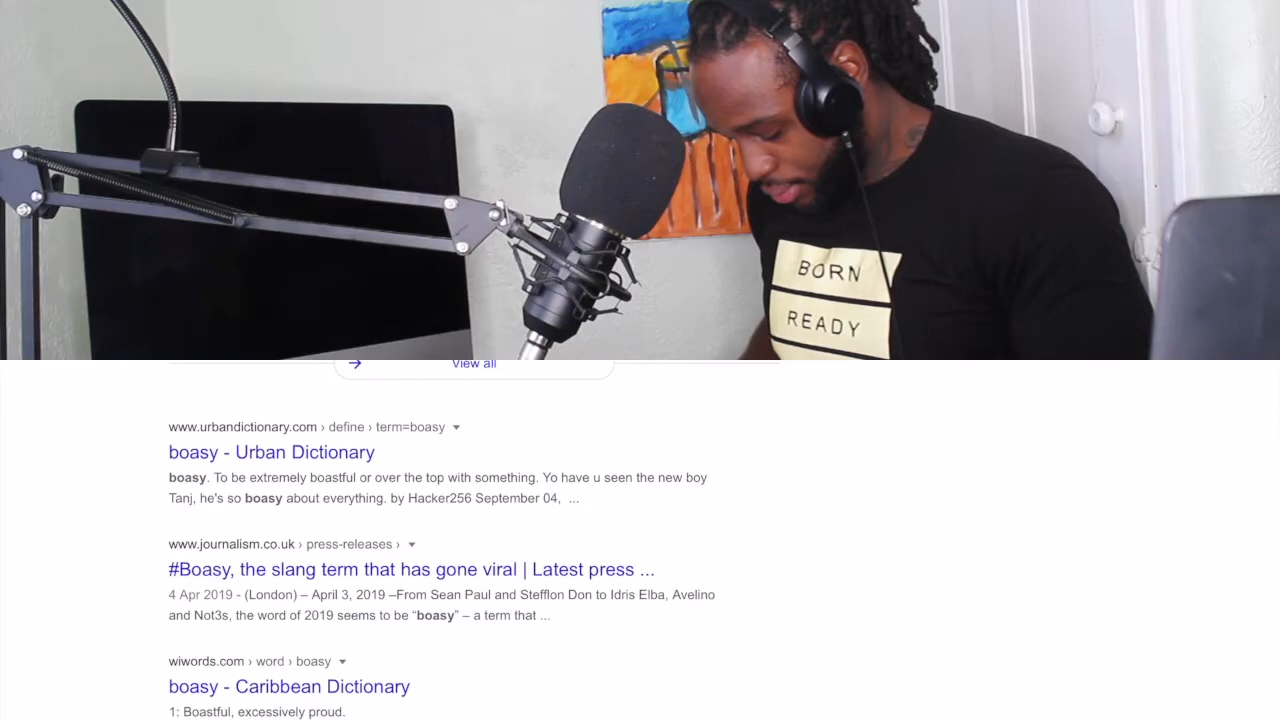 BORN
READY
View all
www.urbandictionary.com › define › term=boasy
boasy - Urban Dictionary
boasy. To be extremely boastful or over the top with something. Yo have u seen the new boy
Tanj, he's so boasy about everything. by Hacker256 September 04, ...
www.journalism.co.uk › press-releases ›
#Boasy, the slang term that has gone viral | Latest press ...
4 Apr 2019 - (London) – April 3, 2019 –From Sean Paul and Stefflon Don to Idris Elba, Avelino
and Not3s, the word of 2019 seems to be “boasy” – a term that ...
wiwords.com › word › boasy
boasy - Caribbean Dictionary
1: Boastful, excessively proud.